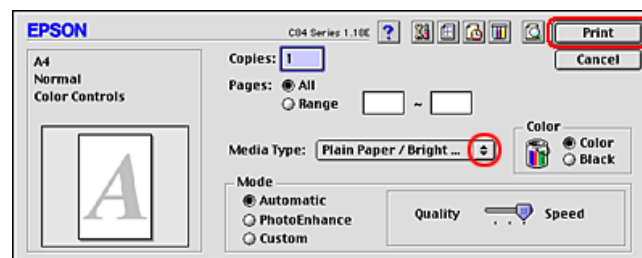 EPSON
C84 Series 1.10E
?
Print
A4
Normal
Color Controls
A
Copies: 1
Cancel
Pages: All
Range ~
Media Type: Plain Paper / Bright ...
Color
Color
Black
Mode
Automatic
PhotoEnhance
Custom
Quality Speed